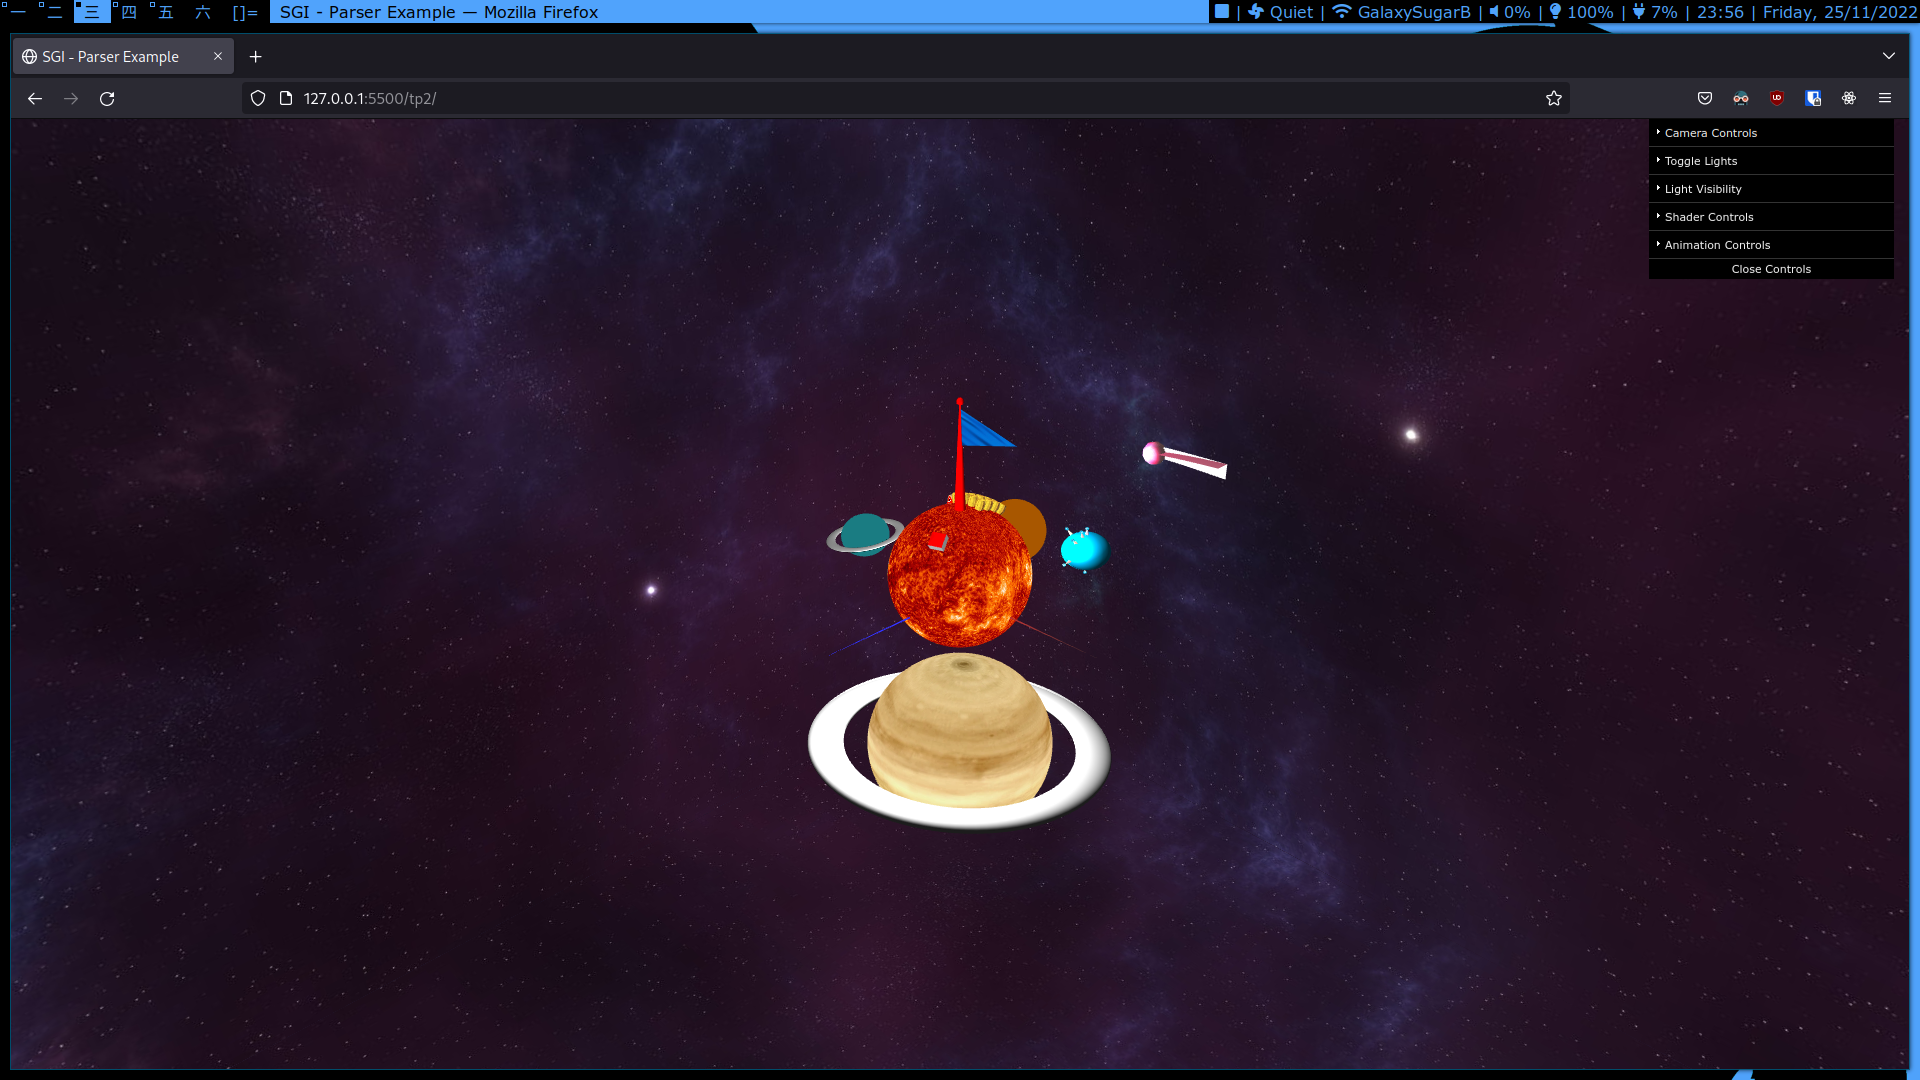 一 二 三 四 五 六 []= SGI - Parser Example — Mozilla Firefox | Quiet | GalaxySugarB | 0% | 100% | 7% | 23:56 | Friday, 25/11/2022
SGI - Parser Example
127.0.0.1:5500/tp2/
Camera Controls
Toggle Lights
Light Visibility
Shader Controls
Animation Controls
Close Controls